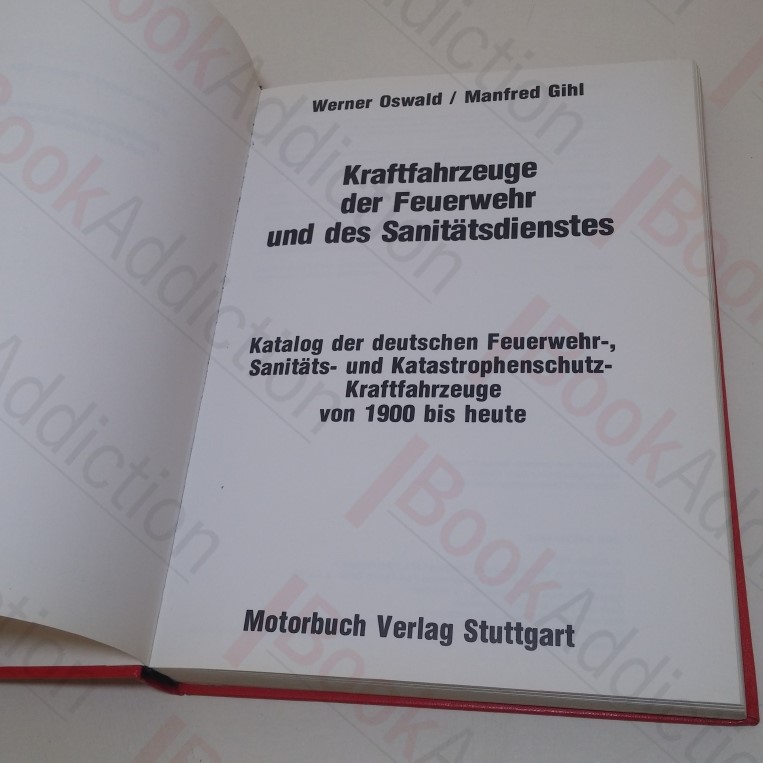 Werner Oswald / Manfred Gihl
Kraftfahrzeuge
der Feuerwehr
und des Sanitätsdienstes
Katalog der deutschen Feuerwehr-,
Sanitäts- und Katastrophenschutz-
Kraftfahrzeuge
von 1900 bis heute
Motorbuch Verlag Stuttgart
BookAddiction